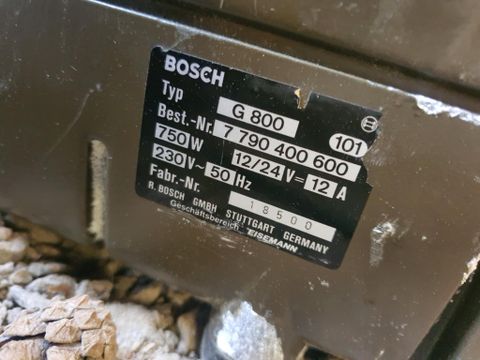 BOSCH
Typ G 800 101
Best.-Nr. 7 790 400 600
750 W 12/24 V= 12 A
230 V~ 50 Hz
Fabr.-Nr. 18500
R. BOSCH GMBH STUTTGART GERMANY
Geschäftsbereich EISEMANN